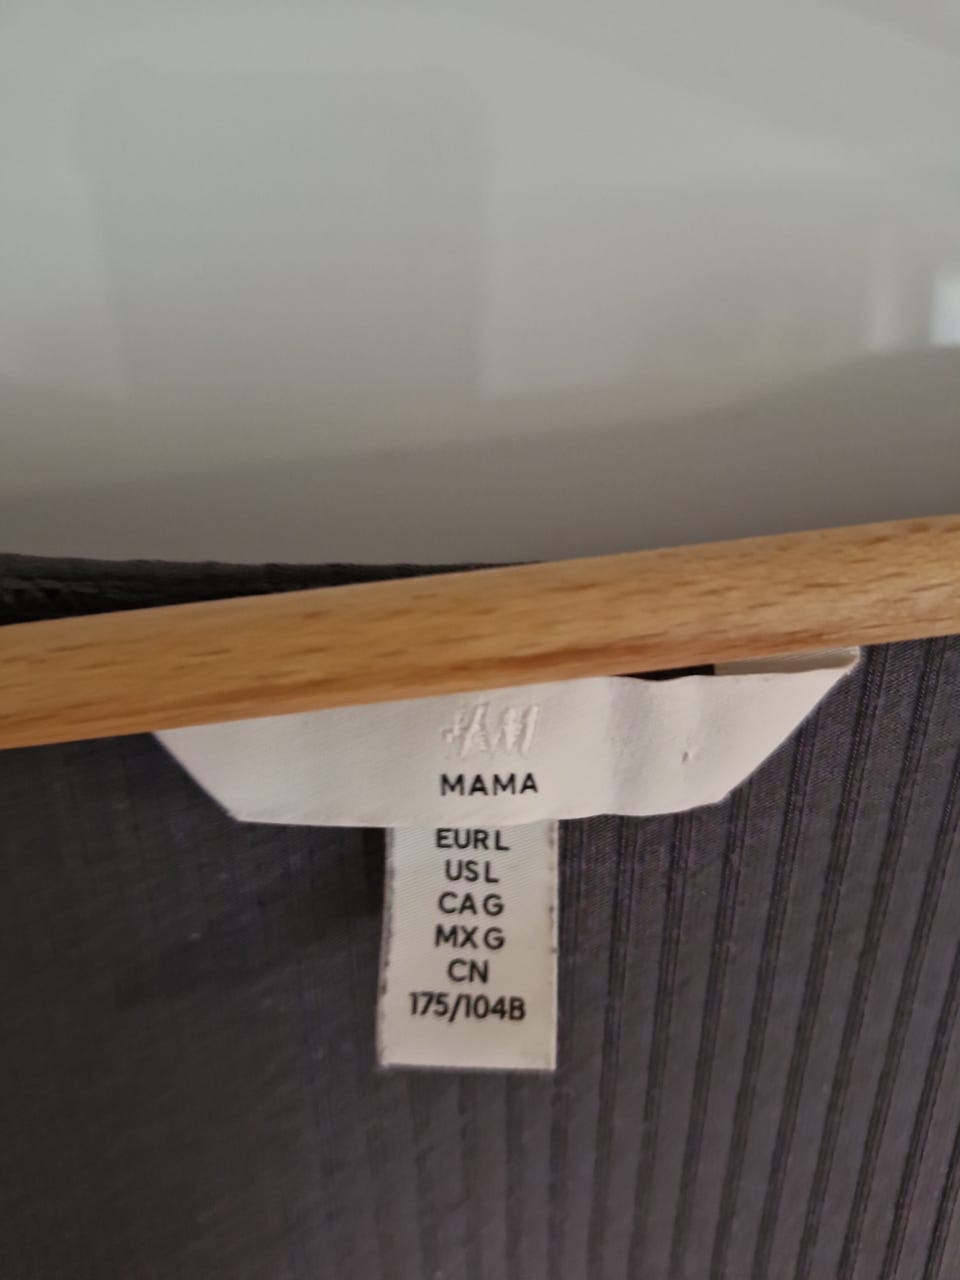 H&M
MAMA
EUR L
US L
CA G
MX G
CN
175/104B